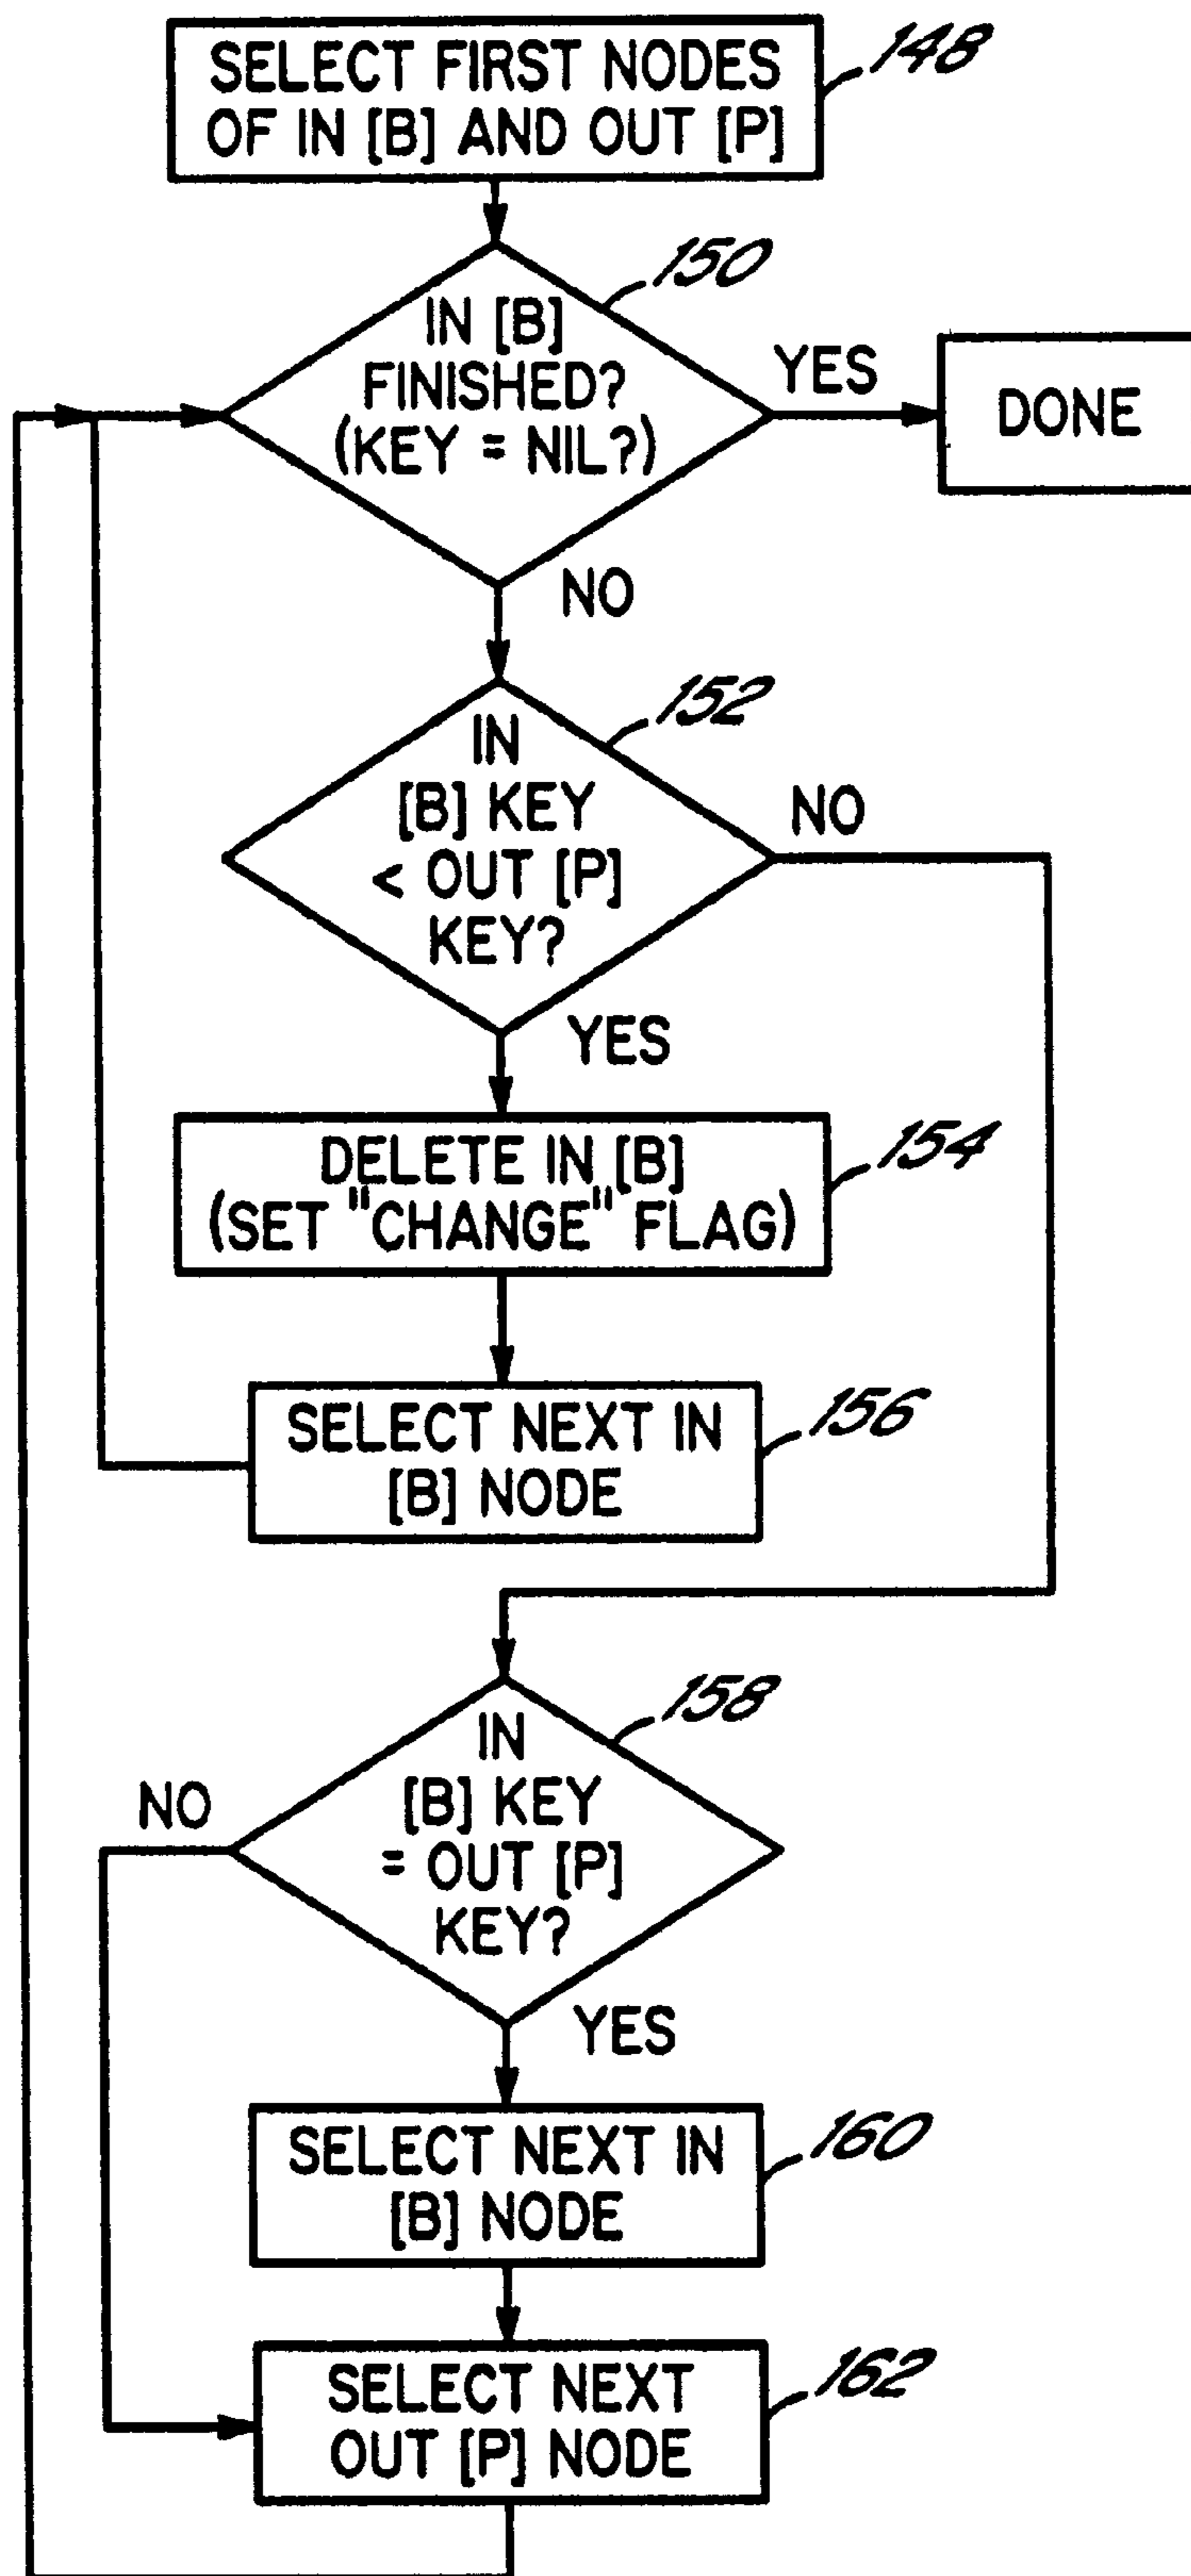 SELECT FIRST NODES
OF IN [B] AND OUT [P]
148
150
IN [B]
FINISHED?
(KEY = NIL?)
YES
DONE
NO
152
IN
[B] KEY
< OUT [P]
KEY?
NO
YES
DELETE IN [B]
(SET "CHANGE" FLAG)
154
SELECT NEXT IN
[B] NODE
156
158
IN
[B] KEY
= OUT [P]
KEY?
NO
YES
SELECT NEXT IN
[B] NODE
160
SELECT NEXT
OUT [P] NODE
162